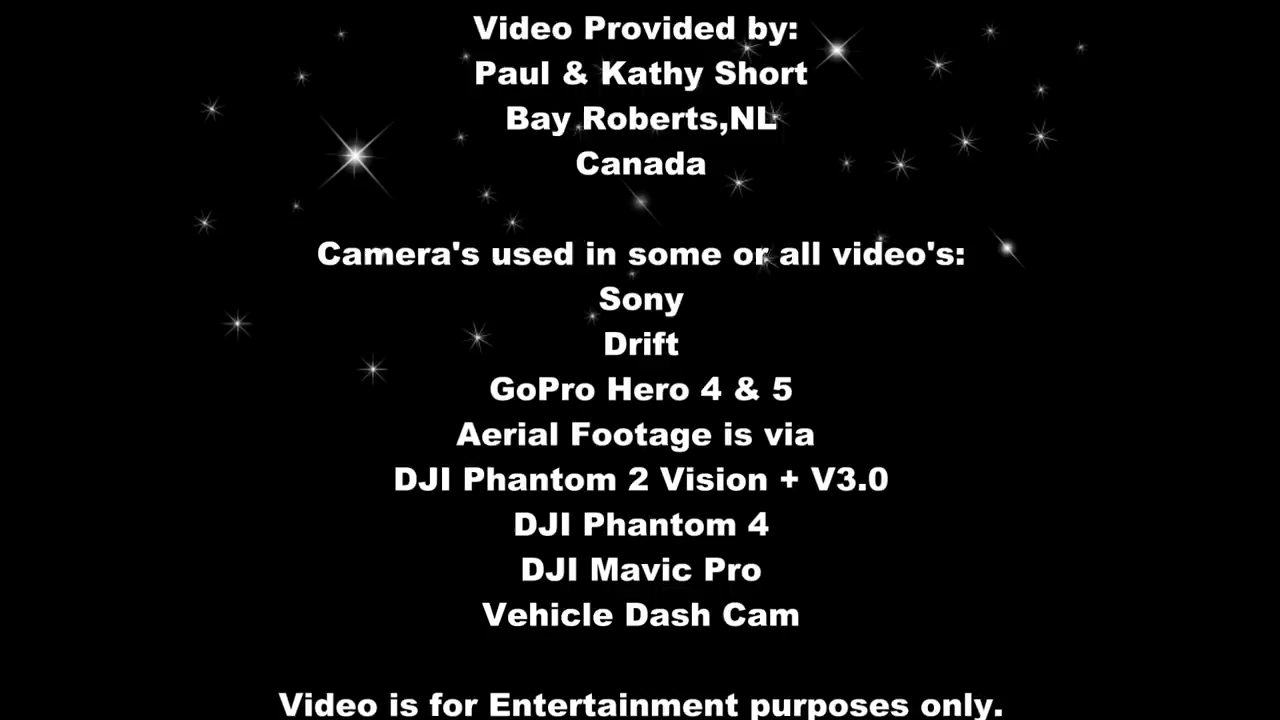 Video Provided by:
Paul & Kathy Short
Bay Roberts,NL
Canada
Camera's used in some or all video's:
Sony
Drift
GoPro Hero 4 & 5
Aerial Footage is via
DJI Phantom 2 Vision + V3.0
DJI Phantom 4
DJI Mavic Pro
Vehicle Dash Cam
Video is for Entertainment purposes only.